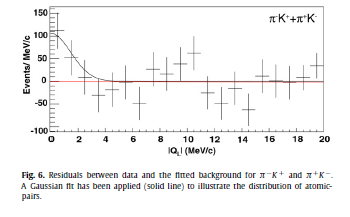 π⁻K⁺+π⁺K⁻
Events/ MeV/c
150
100
50
0
-50
-100
0 2 4 6 8 10 12 14 16 18 20
|Q_L| (MeV/c)
Fig. 6. Residuals between data and the fitted background for π−K+ and π+K−.
A Gaussian fit has been applied (solid line) to illustrate the distribution of atomic-
pairs.